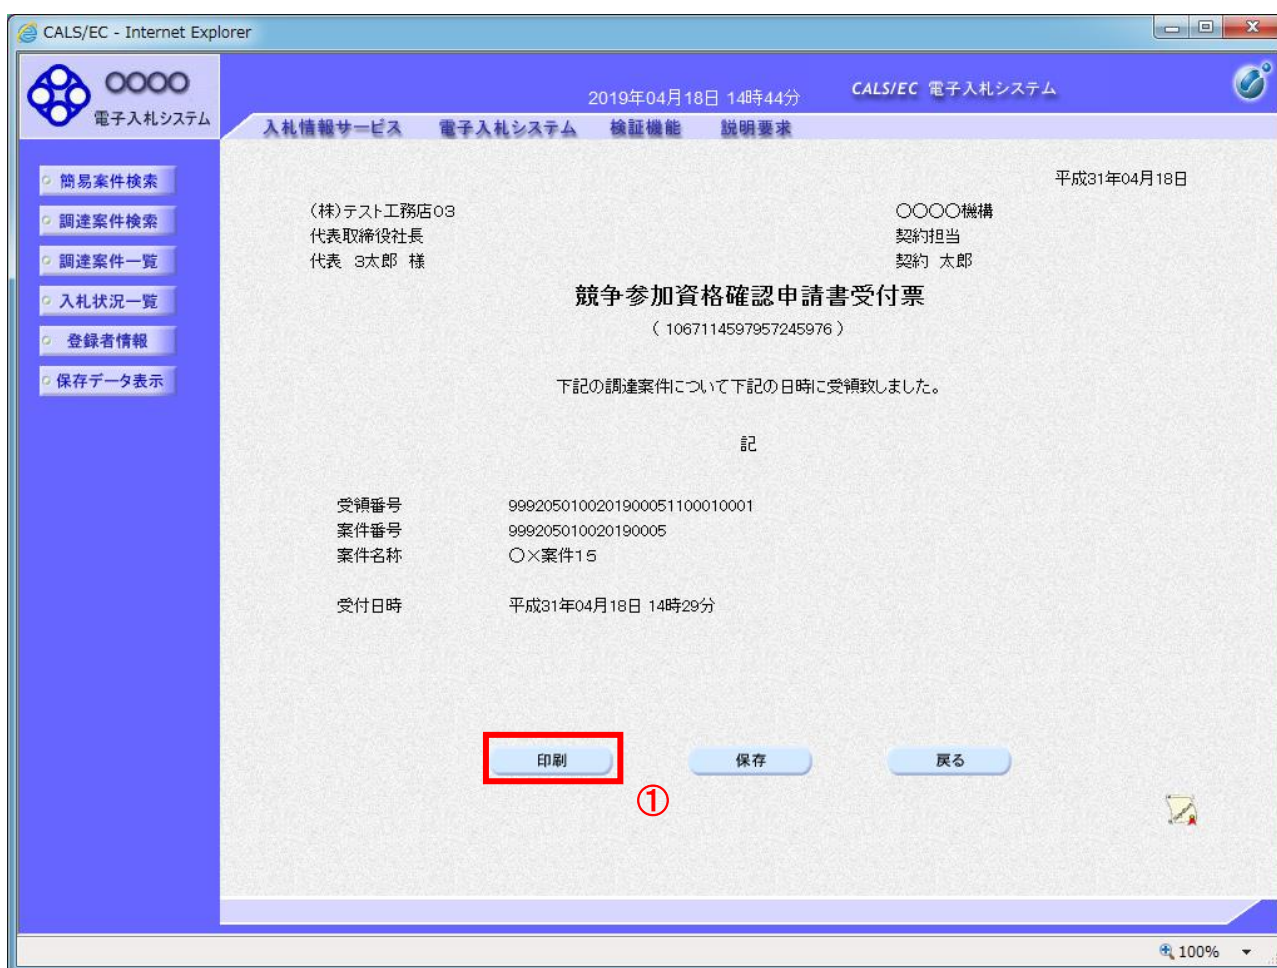 CALS/EC - Internet Explorer
OOOO
電子入札システム
2019年04月18日 14時44分
CALS/EC 電子入札システム
入札情報サービス 電子入札システム 検証機能 説明要求
簡易案件検索
調達案件検索
調達案件一覧
入札状況一覧
登録者情報
保存データ表示
平成31年04月18日
(株)テスト工務店03
代表取締役社長
代表 3太郎 様
〇〇〇〇機構
契約担当
契約 太郎
競争参加資格確認申請書受付票
( 1067114597957245976 )
下記の調達案件について下記の日時に受領致しました。
記
受領番号 9992050100201900051100010001
案件番号 999205010020190005
案件名称 〇×案件15
受付日時 平成31年04月18日 14時29分
印刷 保存 戻る
①
100%